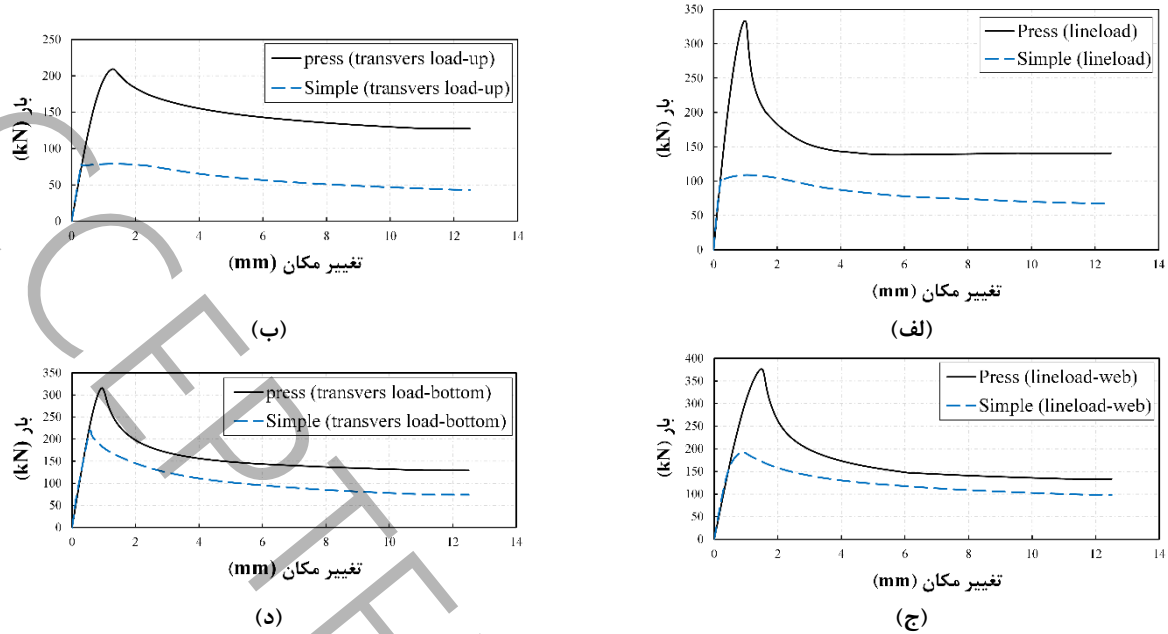 350
300
250
200
150
100
50
0
Press (lineload)
Simple (lineload)
بار (kN)
0 2 4 6 8 10 12 14
تغییر مکان (mm)
(لف)
250
200
150
100
50
0
press (transvers load-up)
Simple (transvers load-up)
بار (kN)
0 2 4 6 8 10 12 14
تغییر مکان (mm)
(ب)
400
350
300
250
200
150
100
50
0
Press (lineload-web)
Simple (lineload-web)
بار (kN)
0 2 4 6 8 10 12 14
تغییر مکان (mm)
(ج)
350
300
250
200
150
100
50
0
press (transvers load-bottom)
Simple (transvers load-bottom)
بار (kN)
0 2 4 6 8 10 12 14
تغییر مکان (mm)
(د)
CCEPTE